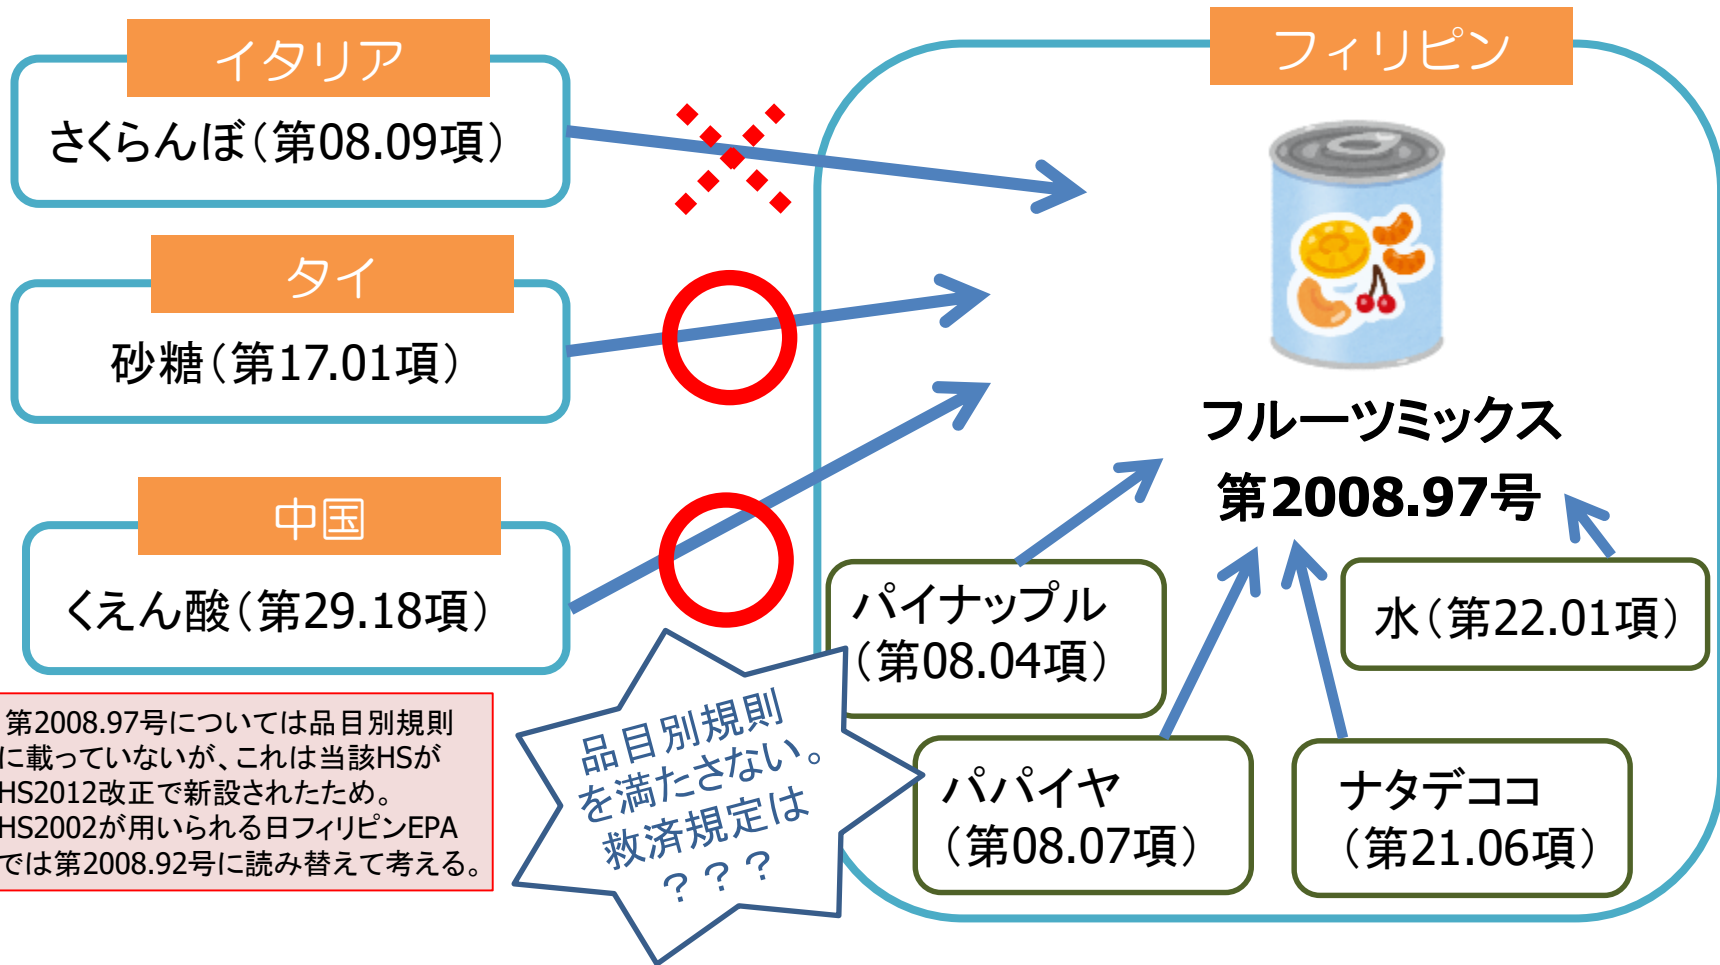 イタリア
さくらんぼ（第08.09項）
タイ
砂糖（第17.01項）
中国
くえん酸（第29.18項）
第2008.97号については品目別規則
に載っていないが、これは当該HSが
HS2012改正で新設されたため。
HS2002が用いられる日フィリピンEPA
では第2008.92号に読み替えて考える。
品目別規則
を満たさない。
救済規定は
？？？
フィリピン
フルーツミックス
第2008.97号
パイナップル
（第08.04項）
水（第22.01項）
パパイヤ
（第08.07項）
ナタデココ
（第21.06項）